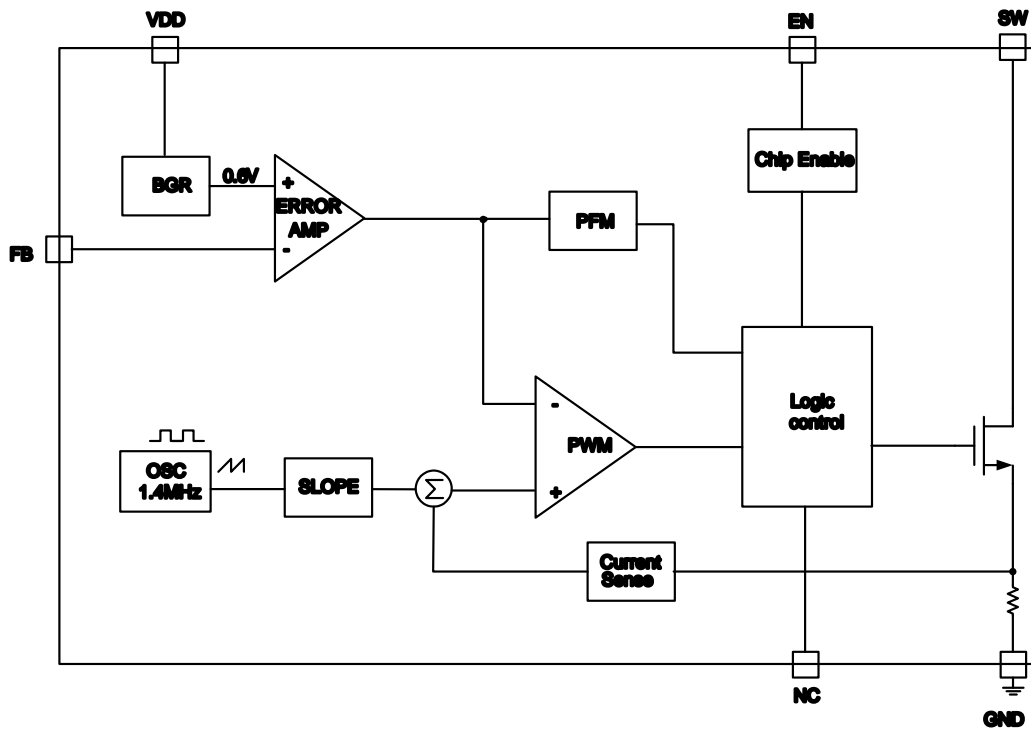 VDD
EN
SW
Chip Enable
BGR
0.6V
+
ERROR
AMP
-
PFM
FB
Logic
control
-
PWM
+
OSC
1.4MHz
SLOPE
Σ
Current
Sense
NC
GND